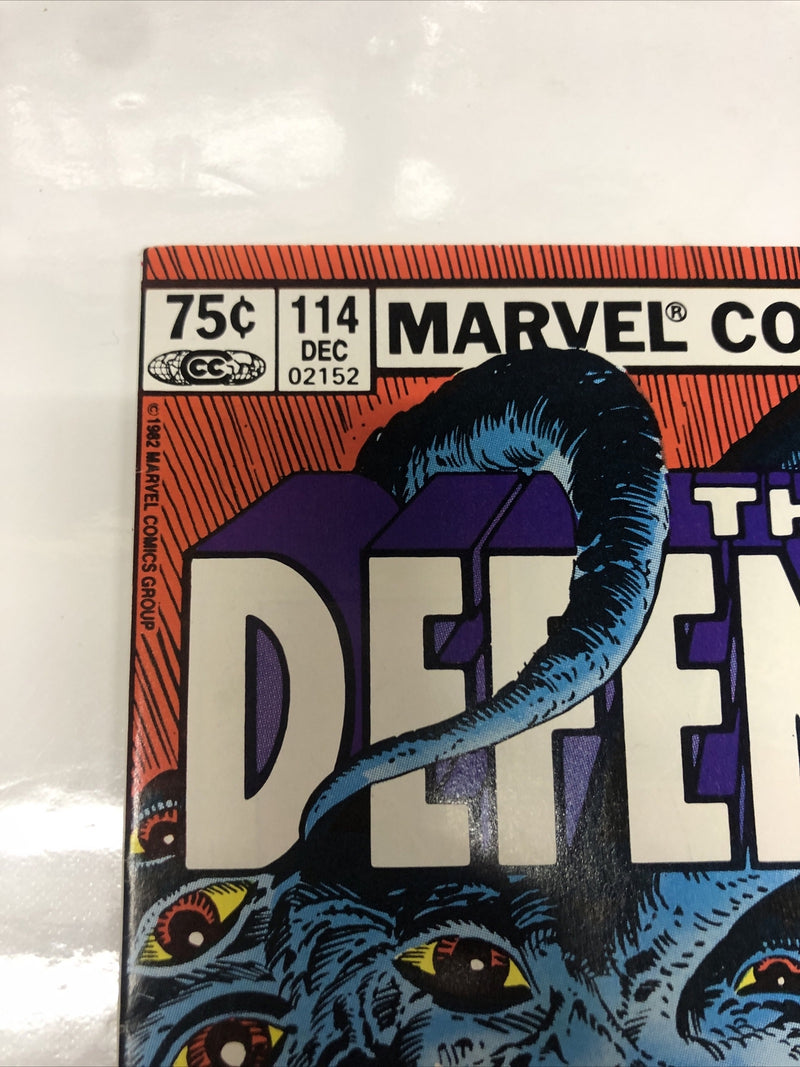 75¢
CC
114
DEC
02152
MARVEL® CO
© 1982 MARVEL COMICS GROUP
TH
DEFEN